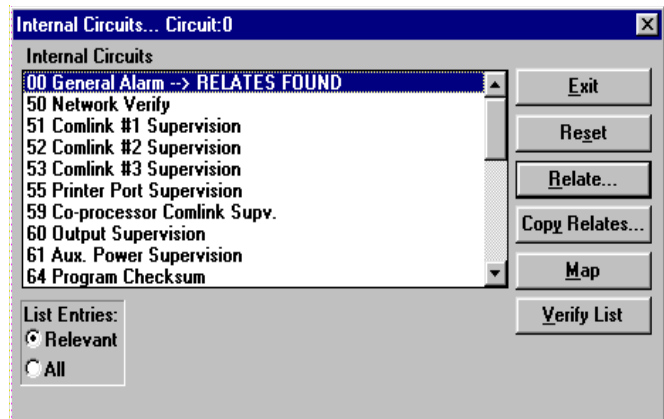 Internal Circuits... Circuit:0
Internal Circuits
00 General Alarm --> RELATES FOUND
50 Network Verify
51 Comlink #1 Supervision
52 Comlink #2 Supervision
53 Comlink #3 Supervision
55 Printer Port Supervision
59 Co-processor Comlink Supv.
60 Output Supervision
61 Aux. Power Supervision
64 Program Checksum
Exit
Reset
Relate...
Copy Relates...
Map
Verify List
List Entries:
Relevant
All